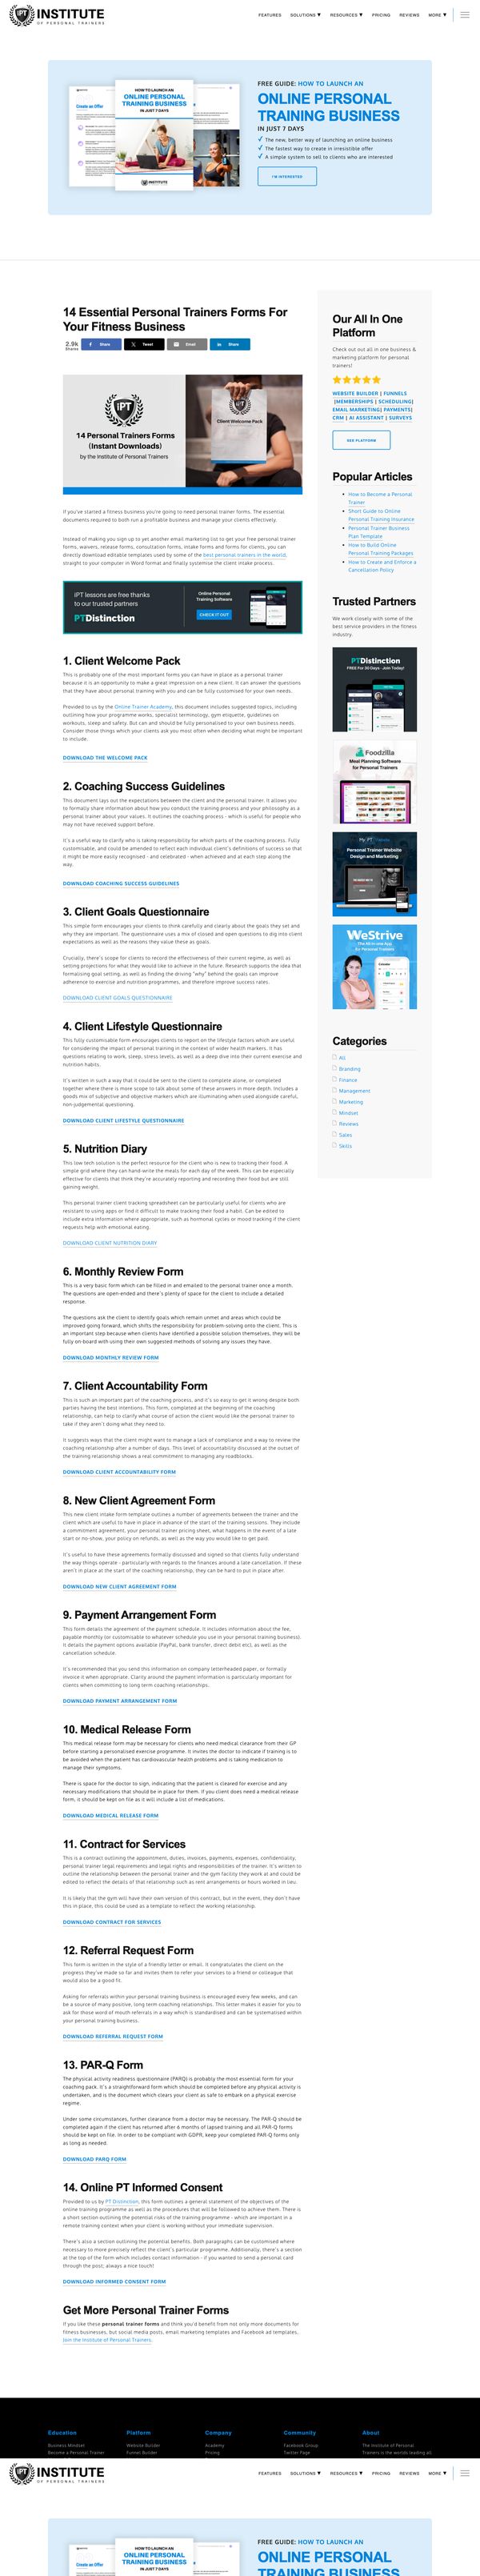 INSTITUTE
OF PERSONAL TRAINERS
FEATURES SOLUTIONS ▼ RESOURCES ▼ PRICING REVIEWS MORE ▼
HOW TO LAUNCH AN
ONLINE PERSONAL
TRAINING BUSINESS
IN JUST 7 DAYS
Create an Offer
INSTITUTE
FREE GUIDE: HOW TO LAUNCH AN
ONLINE PERSONAL
TRAINING BUSINESS
IN JUST 7 DAYS
✓ The new, better way of launching an online business
✓ The fastest way to create in irresistible offer
✓ A simple system to sell to clients who are interested
I'M INTERESTED
14 Essential Personal Trainers Forms For
Your Fitness Business
2.9k
Shares
Share
Tweet
Email
Share
IPT
14 Personal Trainers Forms
(Instant Downloads)
by the Institute of Personal Trainers
IPT
Client Welcome Pack
If you've started a fitness business you're going to need personal trainer forms. The essential
documents required to manage your clients and run your business effectively.
forms, waivers, consultation forms, intake forms and forms for clients, you can
directly download the templates used by some of the best personal trainers in the world,
straight to your computer and virtually systemise your client intake process.
iPT lessons are free thanks
to our trusted partners
PTDistinction
Online Personal
Training Software
CHECK IT OUT
1. Client Welcome Pack
This is probably one of the most important forms you can have in place as a personal trainer
because it is an opportunity to make a great impression on a new client. It can answer the questions
that they have about personal training with you and can be fully customised for your own needs.
Provided to us by the Online Trainer Academy, this document includes suggested topics, including
outlining how your programme works, specialist terminology, gym etiquette, guidelines on
workouts, sleep and safety. But you should be fully personalise it to your own business needs.
Consider those things which your clients ask you the most often when deciding what might be important
to include.
DOWNLOAD THE WELCOME PACK
2. Coaching Success Guidelines
This document lays out the expectations between the client and the personal trainer. It allows you
to formally share information about how you conduct the training process and your philosophy as a
personal trainer about your values. It outlines the coaching process - which is useful for people who
may not have received support before.
It's a useful way to clarify who is taking responsibility for which parts of the coaching process. Fully
customisable, and could be amended to reflect each individual client's definitions of success so that
it might be more easily recognised - and celebrated - when achieved and at each step along the
way.
DOWNLOAD COACHING SUCCESS GUIDELINES
3. Client Goals Questionnaire
This simple form encourages your clients to think carefully and clearly about the goals they set and
why they are important. The questionnaire uses a mix of closed and open questions to dig into client
expectations as well as the reasons they value these as goals.
Crucially, there's scope for clients to record the effectiveness of their current regime, as well as
setting projections for what they would like to achieve in the future. Research supports the idea that
formalising goal setting, as well as finding the driving "why" behind the goals can improve
adherence to exercise and nutrition programmes, and therefore improve success rates.
DOWNLOAD CLIENT GOALS QUESTIONNAIRE
4. Client Lifestyle Questionnaire
This fully customisable form encourages clients to report on the lifestyle factors which are useful for
the personal trainer to consider in the context of the wider health markers. It has
questions relating to work, sleep, stress levels, as well as a deep dive into their current exercise and
nutrition habits.
It's written in such a way that it could be sent to the client to complete alone, or completed
together where there is more scope to talk about some of the answers in more depth. Includes a
good mix of subjective and objective markers which are illuminating when used alongside careful,
non-judgemental questioning.
DOWNLOAD CLIENT LIFESTYLE QUESTIONNAIRE
5. Nutrition Diary
This low tech solution is the perfect resource for the client who is new to tracking their food. A
simple grid where they can hand-write the meals for each day of the week. This can be especially
effective for clients that think they're accurately reporting and recording their food but are still
gaining weight.
This personal trainer client tracking spreadsheet can be particularly useful for clients who are
resistant to using apps or find it difficult to make tracking their food a habit. Can be edited to
include extra information where appropriate, such as hormonal cycles or mood tracking if the client
requests help with emotional eating.
DOWNLOAD CLIENT NUTRITION DIARY
6. Monthly Review Form
This is a very basic form which can be filled in and emailed to the personal trainer once a month.
The questions are open ended and there's plenty of space for the client to include a detailed
response.
The questions ask the client to identify goals which remain unmet and areas which could be
improved going forward, which shifts the responsibility for problem-solving onto the client. This is
an important step because when clients have identified a possible solution themselves, they will be
fully on-board with using their own suggested methods of solving any issues they have.
DOWNLOAD MONTHLY REVIEW FORM
7. Client Accountability Form
This is such an important part of the coaching process, and it's so easy to get it wrong despite both
parties having the best intentions. This form, completed at the beginning of the coaching
relationship, can help to clarify what course of action the client would like the personal trainer to
take if they aren't doing what they need to.
It suggests ways that the client might want to manage a lack of compliance and a way to review the
coaching relationship after a number of days. This level of accountability discussed at the outset of
the training relationship shows a real commitment to managing any roadblocks.
DOWNLOAD CLIENT ACCOUNTABILITY FORM
8. New Client Agreement Form
This new client intake form template outlines a number of agreements between the trainer and the
client which are useful to have in place in advance of the start of the training sessions. They include
a commitment agreement, your personal trainer pricing sheet, what happens in the event of a late
start or no-show, your policy on refunds, as well as the way you would like to get paid.
It's useful to have these agreements formally discussed and signed so that clients fully understand
the way things operate - particularly with regards to the finances around a late cancellation. If these
aren't in place at the start of the coaching relationship, they can be hard to put in place after.
DOWNLOAD NEW CLIENT AGREEMENT FORM
9. Payment Arrangement Form
This form details the agreement of the payment schedule. It includes information about the fee,
payable monthly (or customisable to whatever schedule you use in your personal training business).
It details the payment options available (PayPal, bank transfer, direct debit etc), as well as the
cancellation schedule.
It's recommended that you send this information on company letterheaded paper, or formally
invoice it when appropriate. Clarity around the payment information is particularly important for
clients when committing to long term coaching relationships.
DOWNLOAD PAYMENT ARRANGEMENT FORM
10. Medical Release Form
This medical release form may be necessary for clients who need medical clearance from their GP
before starting a personalised exercise programme. It invites the doctor to indicate if training is to
be avoided when the patient has cardiovascular health problems and is taking medication to
manage their symptoms.
There is space for the doctor to sign, indicating that the patient is cleared for exercise and any
necessary modifications that should be in place for them. If you client does need a medical release
form, it should be kept on file as it will include a list of medications.
DOWNLOAD MEDICAL RELEASE FORM
11. Contract for Services
This is a contract outlining the appointment, duties, invoices, payments, expenses, confidentiality,
personal trainer legal requirements and legal rights and responsibilities of the trainer. It's written to
outline the relationship between the personal trainer and the gym facility they work at and could be
edited to reflect the details of that relationship such as rent arrangements or hours worked in lieu.
It is likely that the gym will have their own version of this contract, but in the event, they don't have
this in place, this could be used as a template to reflect the working relationship.
DOWNLOAD CONTRACT FOR SERVICES
12. Referral Request Form
This form is written in the style of a friendly letter or email. It congratulates the client on the
progress they've made so far and invites them to refer your services to a friend or colleague that
would also be a good fit.
Asking for referrals within your personal training business is encouraged every few weeks, and can
be a source of many positive, long term coaching relationships. This letter makes it easier for you to
ask for those word of mouth referrals in a way which is standardised and can be systematised within
your personal training business.
DOWNLOAD REFERRAL REQUEST FORM
13. PAR-Q Form
The physical activity readiness questionnaire (PARQ) is probably the most essential form for your
coaching pack. It's a straightforward form which should be completed before any physical activity is
undertaken, and is the document which clears your client as safe to embark on a physical exercise
regime.
Under some circumstances, further clearance from a doctor may be necessary. The PAR-Q should be
completed again if the client has returned after 6 months of lapsed training and all PAR-Q forms
should be kept on file. In order to be compliant with GDPR, keep your completed PAR-Q forms only
as long as needed.
DOWNLOAD PARQ FORM
14. Online PT Informed Consent
Provided to us by PT Distinction, this form outlines a general statement of the objectives of the
online training programme as well as the procedures that will be followed to achieve them. There is
a short section outlining the potential risks of the training programme - which are important in a
remote training context when your client is working without your immediate supervision.
There's also a section outlining the potential benefits. Both paragraphs can be customised where
necessary to more precisely reflect the client's particular programme. Additionally, there's a section
at the top of the form which includes contact information - if you wanted to send a personal card
through the post; always a nice touch!
DOWNLOAD INFORMED CONSENT FORM
Get More Personal Trainer Forms
If you like these personal trainer forms and think you'd benefit from not only more documents for
fitness businesses, but social media posts, email marketing templates and Facebook ad templates,
Join the Institute of Personal Trainers.
Our All In One
Platform
Check out out all in one business &
marketing platform for personal
trainers!
WEBSITE BUILDER | FUNNELS
|MEMBERSHIPS | SCHEDULING|
EMAIL MARKETING| PAYMENTS|
CRM | AI ASSISTANT | SURVEYS
SEE PLATFORM
Popular Articles
How to Become a Personal
Trainer
Short Guide to Online
Personal Training Insurance
Personal Trainer Business
Plan Template
How to Build Online
Personal Training Packages
How to Create and Enforce a
Cancellation Policy
Trusted Partners
We work closely with some of the
best service providers in the fitness
industry.
PTDistinction
FREE For 30 Days - Join Today!
Foodzilla
Meal Planning Software
for Personal Trainers
Personal Trainer Website
Design and Marketing
WeStrive
The All-in-One App
for Personal Trainers
Categories
All
Branding
Finance
Management
Marketing
Mindset
Reviews
Sales
Skills
Education Platform Company Community About
Business Mindset Website Builder Academy Facebook Group The Institute of Personal
Become a Personal Trainer Funnel Builder Pricing Twitter Page Trainers is the worlds leading all
INSTITUTE
OF PERSONAL TRAINERS
FEATURES SOLUTIONS ▼ RESOURCES ▼ PRICING REVIEWS MORE ▼
HOW TO LAUNCH AN
ONLINE PERSONAL
TRAINING BUSINESS
IN JUST 7 DAYS
Create an Offer
FREE GUIDE: HOW TO LAUNCH AN
ONLINE PERSONAL
TRAINING BUSINESS